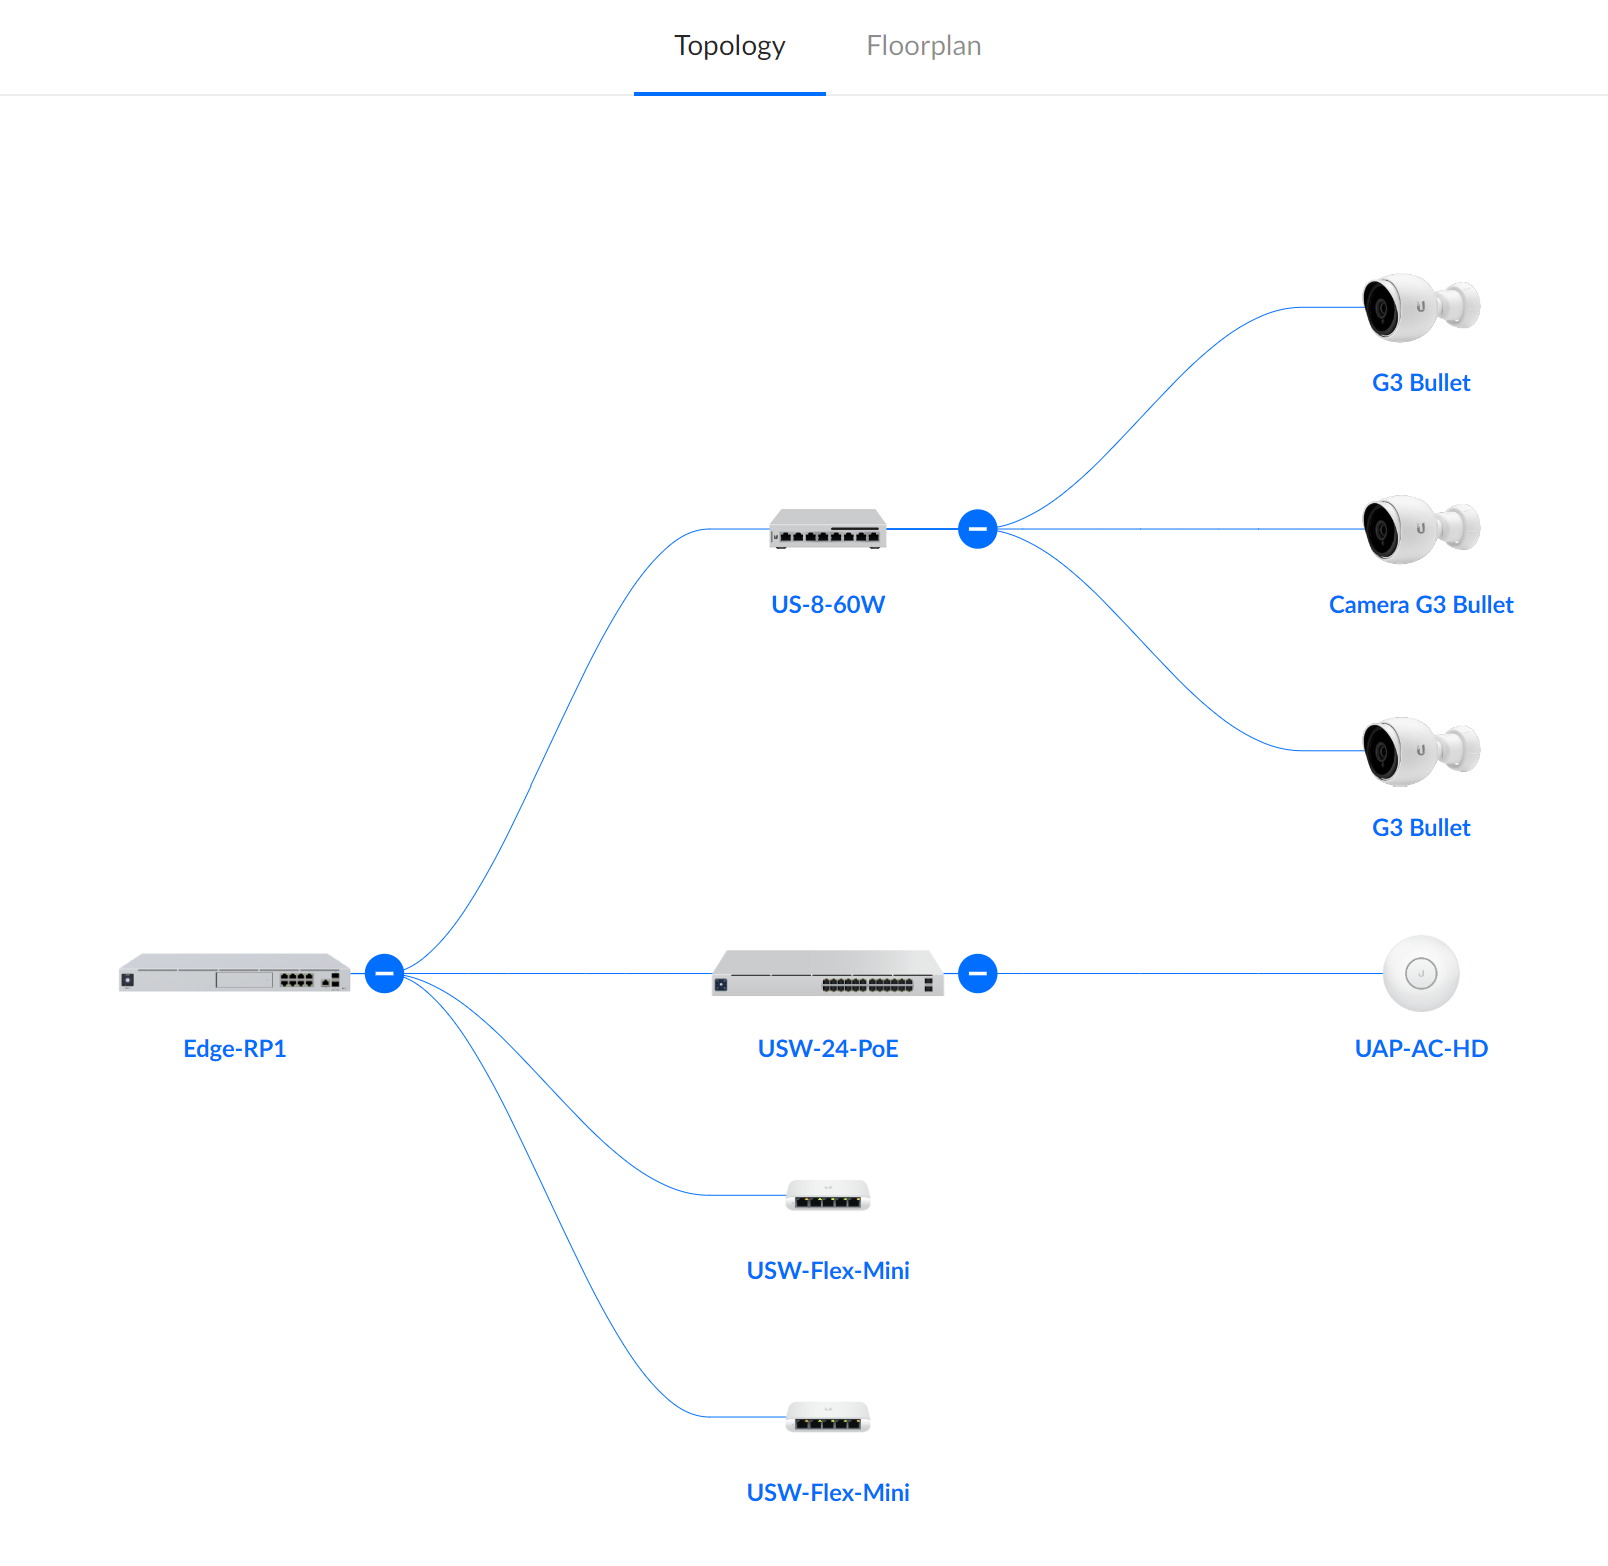 Topology
Floorplan
G3 Bullet
US-8-60W
Camera G3 Bullet
G3 Bullet
Edge-RP1
USW-24-PoE
UAP-AC-HD
USW-Flex-Mini
USW-Flex-Mini